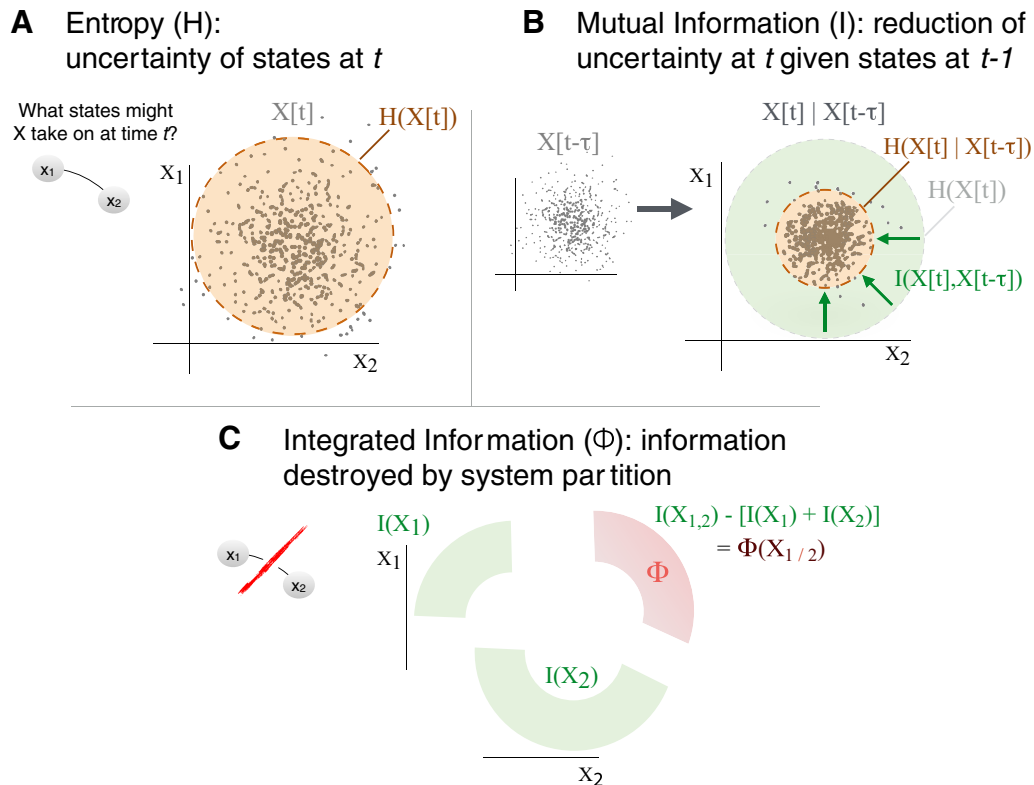 A Entropy (H):
uncertainty of states at t
What states might
X take on at time t?
x1
x2
X[t]
H(X[t])
X1
X2
B Mutual Information (I): reduction of
uncertainty at t given states at t-1
X[t-τ]
X[t] | X[t-τ]
H(X[t] | X[t-τ])
X1
H(X[t])
I(X[t],X[t-τ])
X2
C Integrated Information (Φ): information
destroyed by system partition
x1
x2
I(X1)
X1
I(X1,2) - [I(X1) + I(X2)]
= Φ(X1 / 2)
Φ
I(X2)
X2